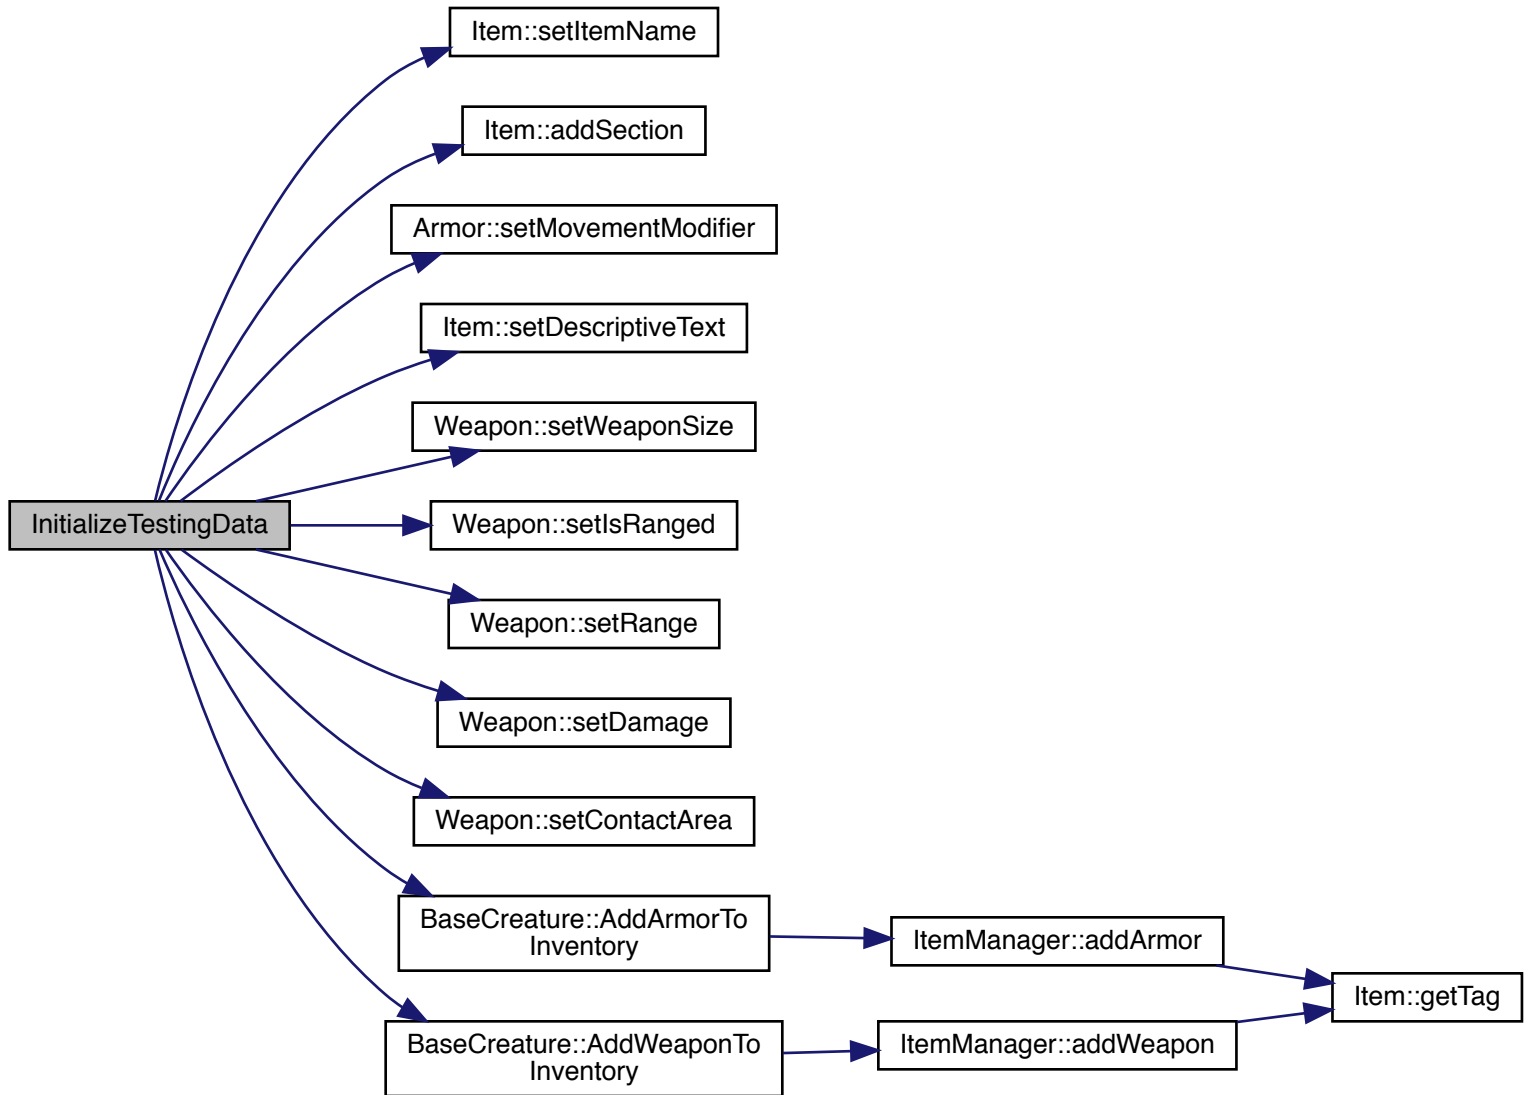 Item::setItemName
Item::addSection
Armor::setMovementModifier
Item::setDescriptiveText
Weapon::setWeaponSize
InitializeTestingData
Weapon::setIsRanged
Weapon::setRange
Weapon::setDamage
Weapon::setContactArea
BaseCreature::AddArmorTo
Inventory
ItemManager::addArmor
Item::getTag
BaseCreature::AddWeaponTo
Inventory
ItemManager::addWeapon